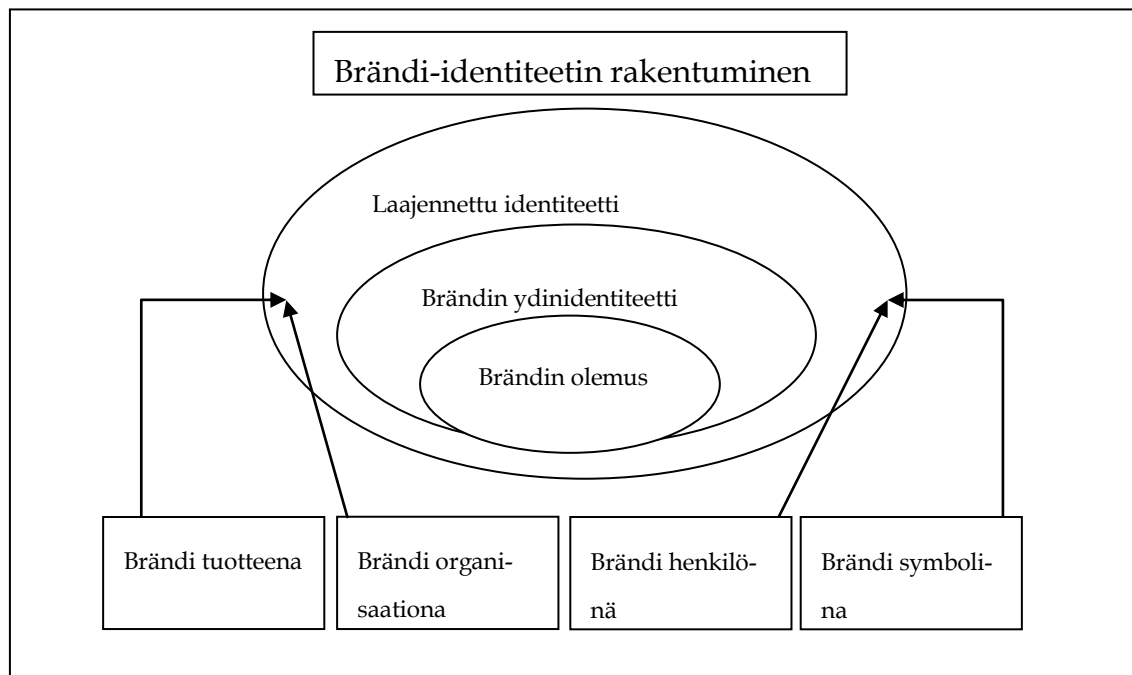 Brändi-identiteetin rakentuminen
Laajennettu identiteetti
Brändin ydinidentiteetti
Brändin olemus
Brändi tuotteena
Brändi organi-
saationa
Brändi henkilö-
nä
Brändi symboli-
na